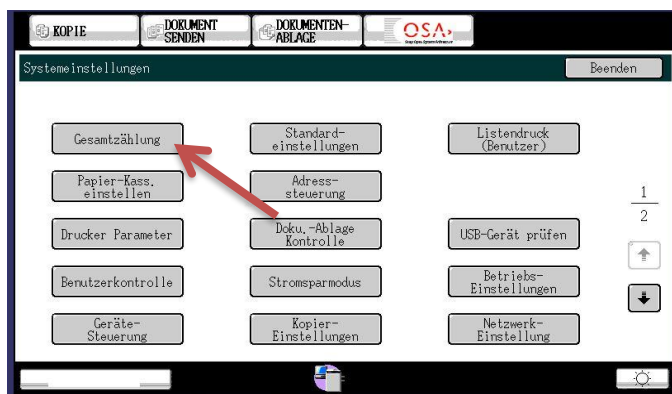 KOPIE
DOKUMENT
SENDEN
DOKUMENTEN-
ABLAGE
OSA
Systemeinstellungen
Beenden
Gesamtzählung
Standard-
einstellungen
Listendruck
(Benutzer)
Papier-Kass.
einstellen
Adress-
steuerung
1
2
Drucker Parameter
Doku.-Ablage
Kontrolle
USB-Gerät prüfen
Benutzerkontrolle
Stromsparmodus
Betriebs-
Einstellungen
Geräte-
Steuerung
Kopier-
Einstellungen
Netzwerk-
Einstellung